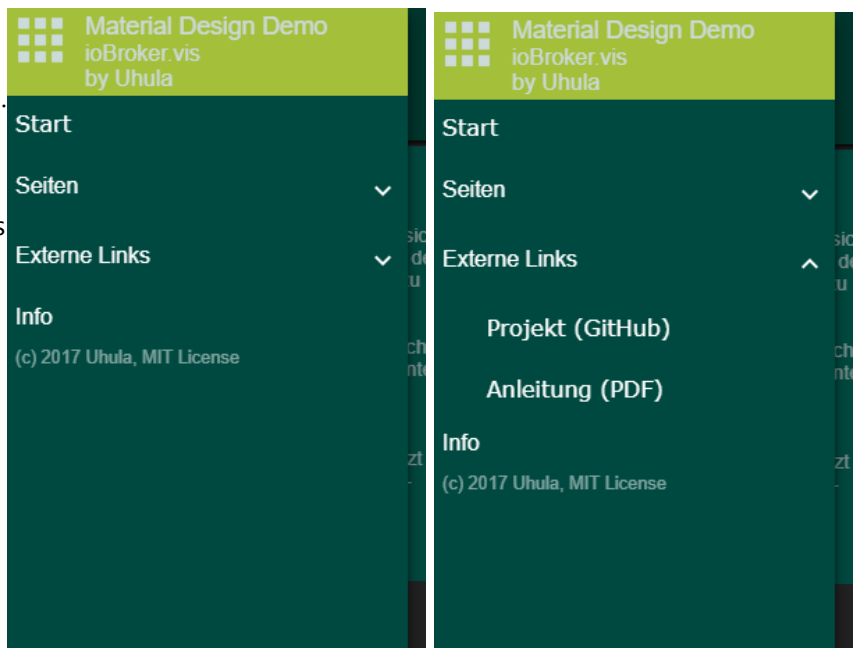 Material Design Demo
ioBroker.vis
by Uhula
Start
Seiten
Externe Links
Info
(c) 2017 Uhula, MIT License
Material Design Demo
ioBroker.vis
by Uhula
Start
Seiten
Externe Links
Projekt (GitHub)
Anleitung (PDF)
Info
(c) 2017 Uhula, MIT License